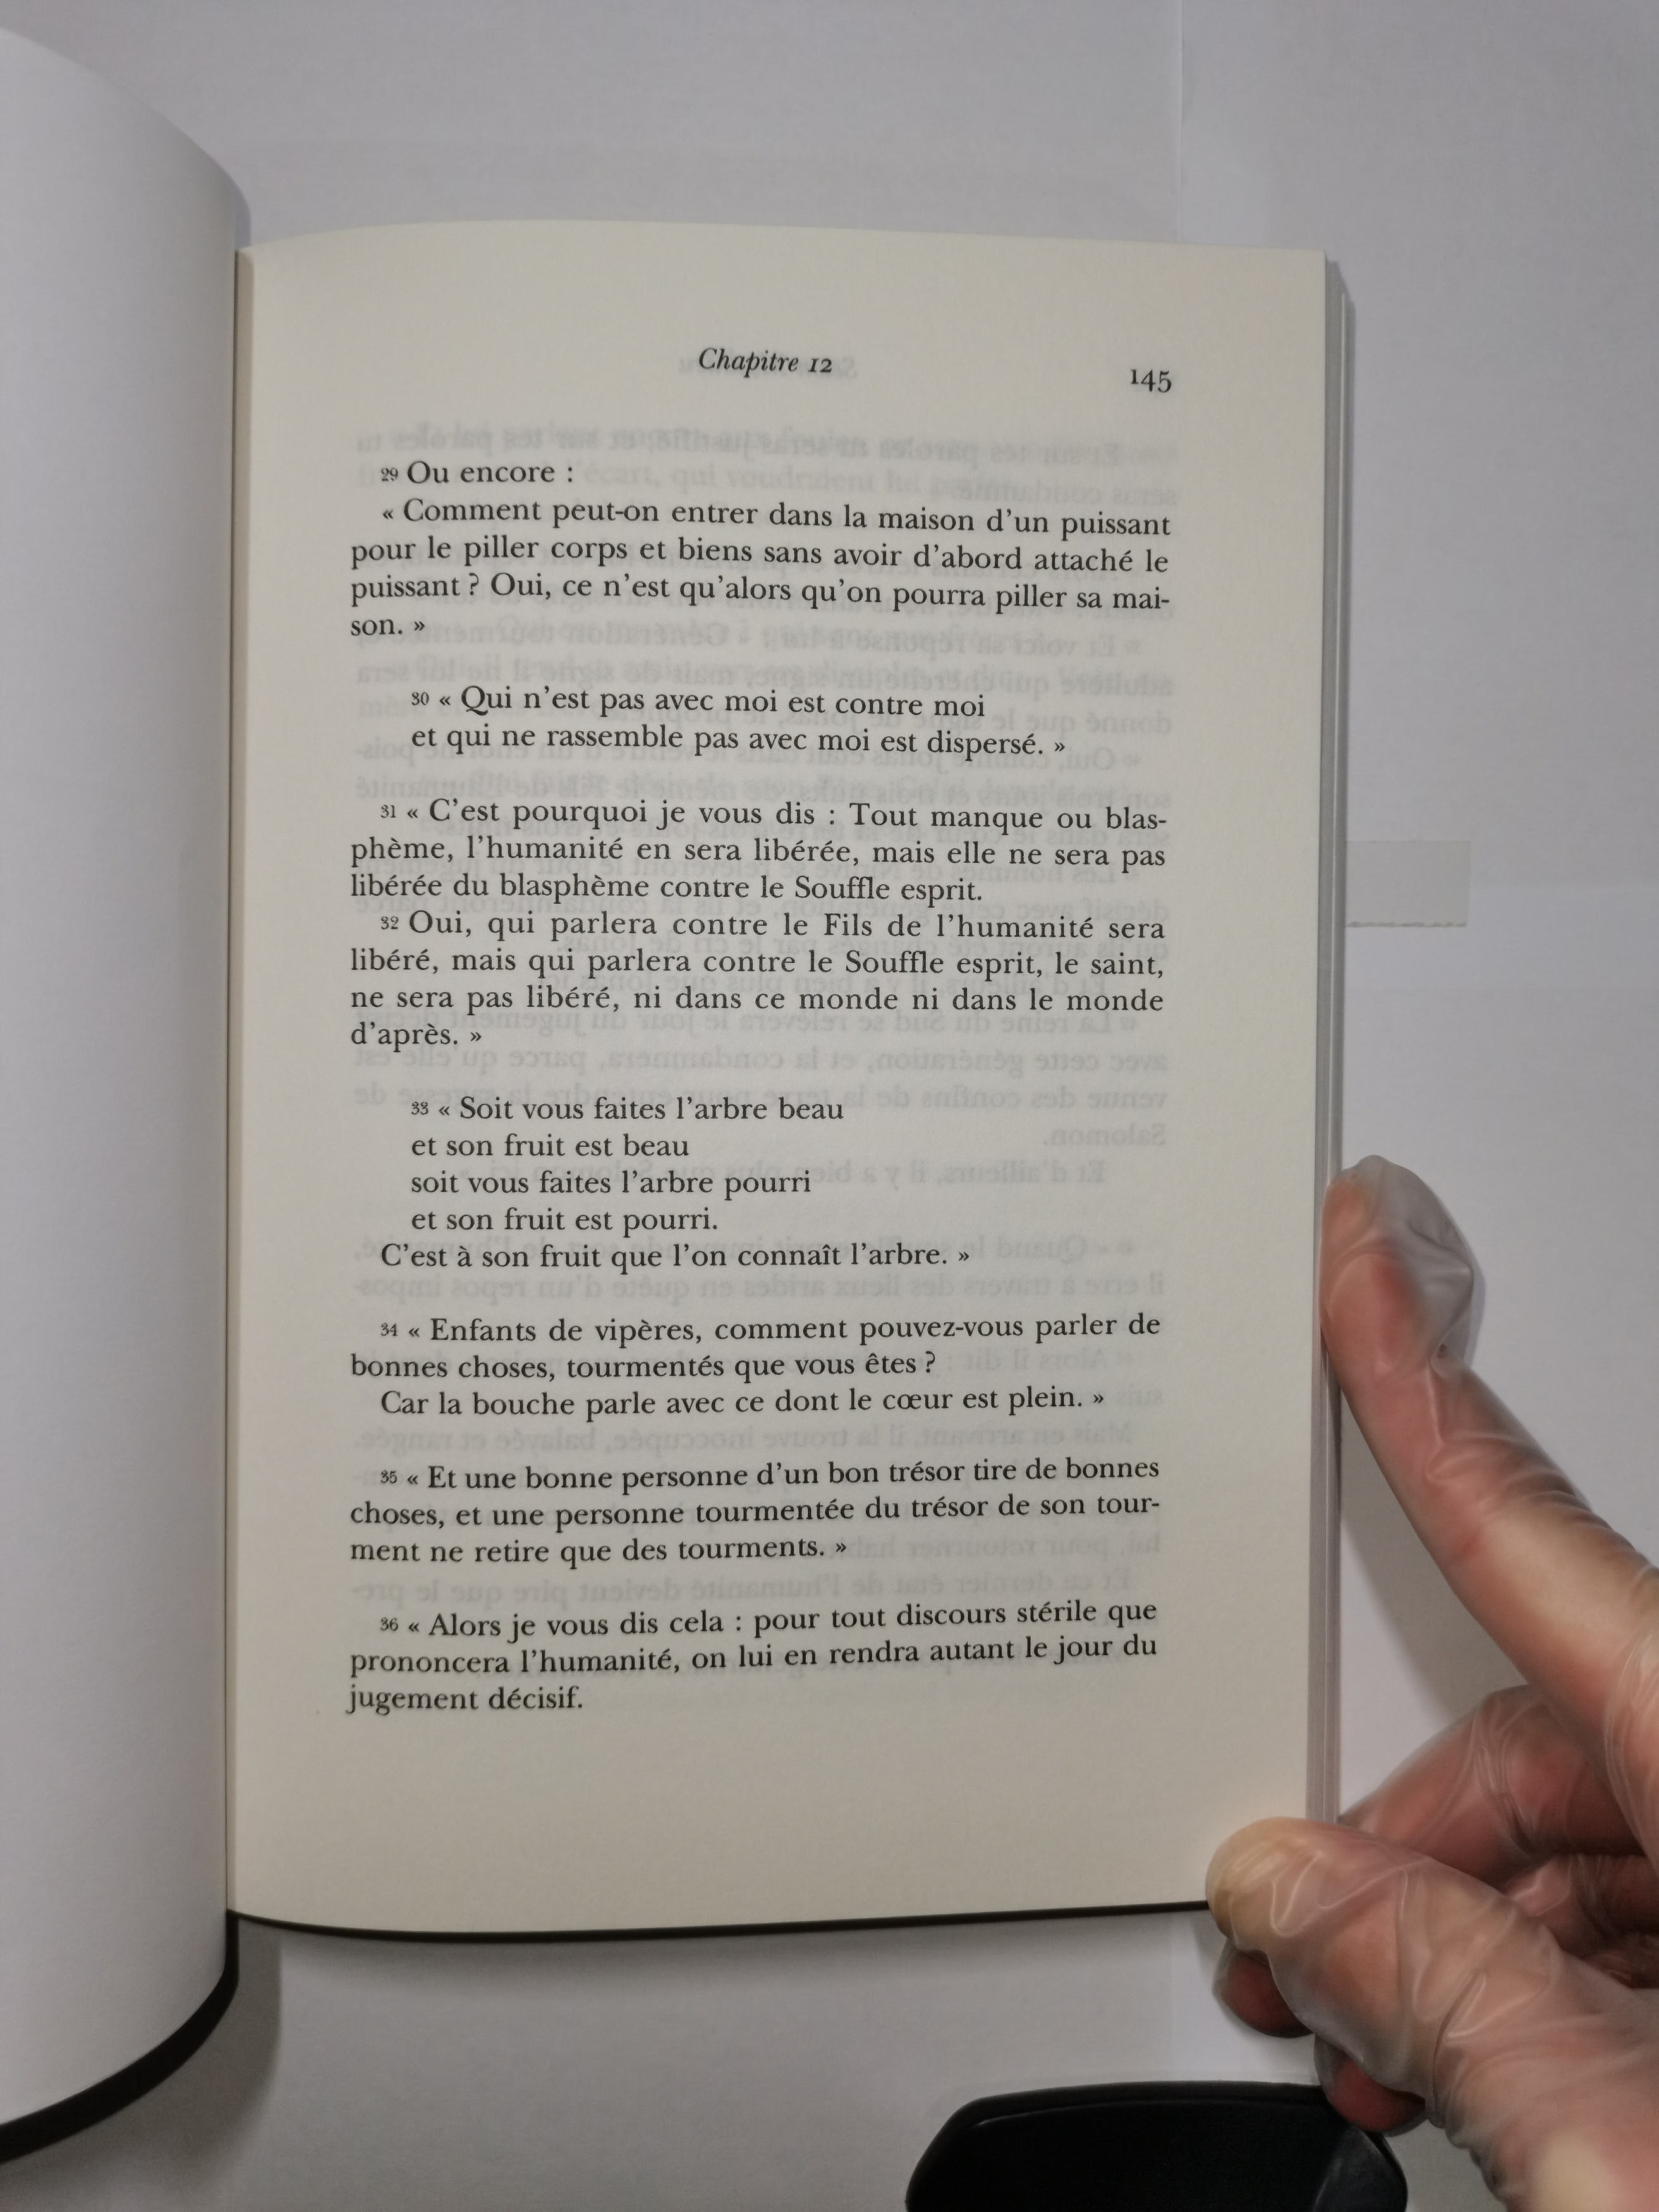 Chapitre 12
145
29 Ou encore :
« Comment peut-on entrer dans la maison d'un puissant
pour le piller corps et biens sans avoir d'abord attaché le
puissant ? Oui, ce n'est qu'alors qu'on pourra piller sa mai-
son. »
30 « Qui n'est pas avec moi est contre moi
et qui ne rassemble pas avec moi est dispersé. »
31 « C'est pourquoi je vous dis : Tout manque ou blas-
phème, l'humanité en sera libérée, mais elle ne sera pas
libérée du blasphème contre le Souffle esprit.
32 Oui, qui parlera contre le Fils de l'humanité sera
libéré, mais qui parlera contre le Souffle esprit, le saint,
ne sera pas libéré, ni dans ce monde ni dans le monde
d'après. »
33 « Soit vous faites l'arbre beau
et son fruit est beau
soit vous faites l'arbre pourri
et son fruit est pourri.
C'est à son fruit que l'on connaît l'arbre. »
34 « Enfants de vipères, comment pouvez-vous parler de
bonnes choses, tourmentés que vous êtes ?
Car la bouche parle avec ce dont le cœur est plein. »
35 « Et une bonne personne d'un bon trésor tire de bonnes
choses, et une personne tourmentée du trésor de son tour-
ment ne retire que des tourments. »
36 « Alors je vous dis cela : pour tout discours stérile que
prononcera l'humanité, on lui en rendra autant le jour du
jugement décisif.